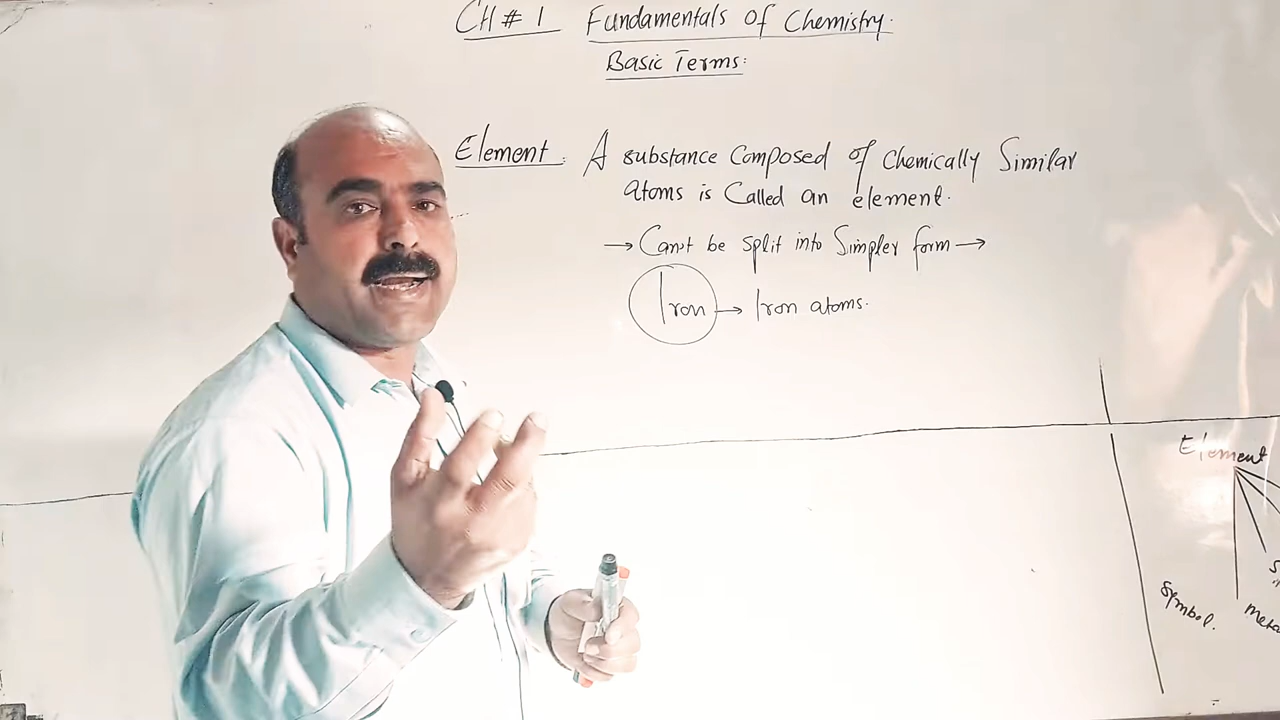 CH # 1 Fundamentals of Chemistry.
Basic Terms:
Element: A substance Composed of Chemically Similar
atoms is Called an element.
→ Can't be split into Simpler form →
Iron → Iron atoms.
Element
Symbol.